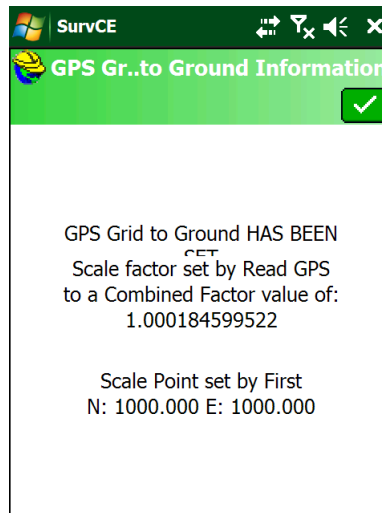 SurvCE
GPS Gr..to Ground Information
GPS Grid to Ground HAS BEEN
SET
Scale factor set by Read GPS
to a Combined Factor value of:
1.000184599522
Scale Point set by First
N: 1000.000 E: 1000.000